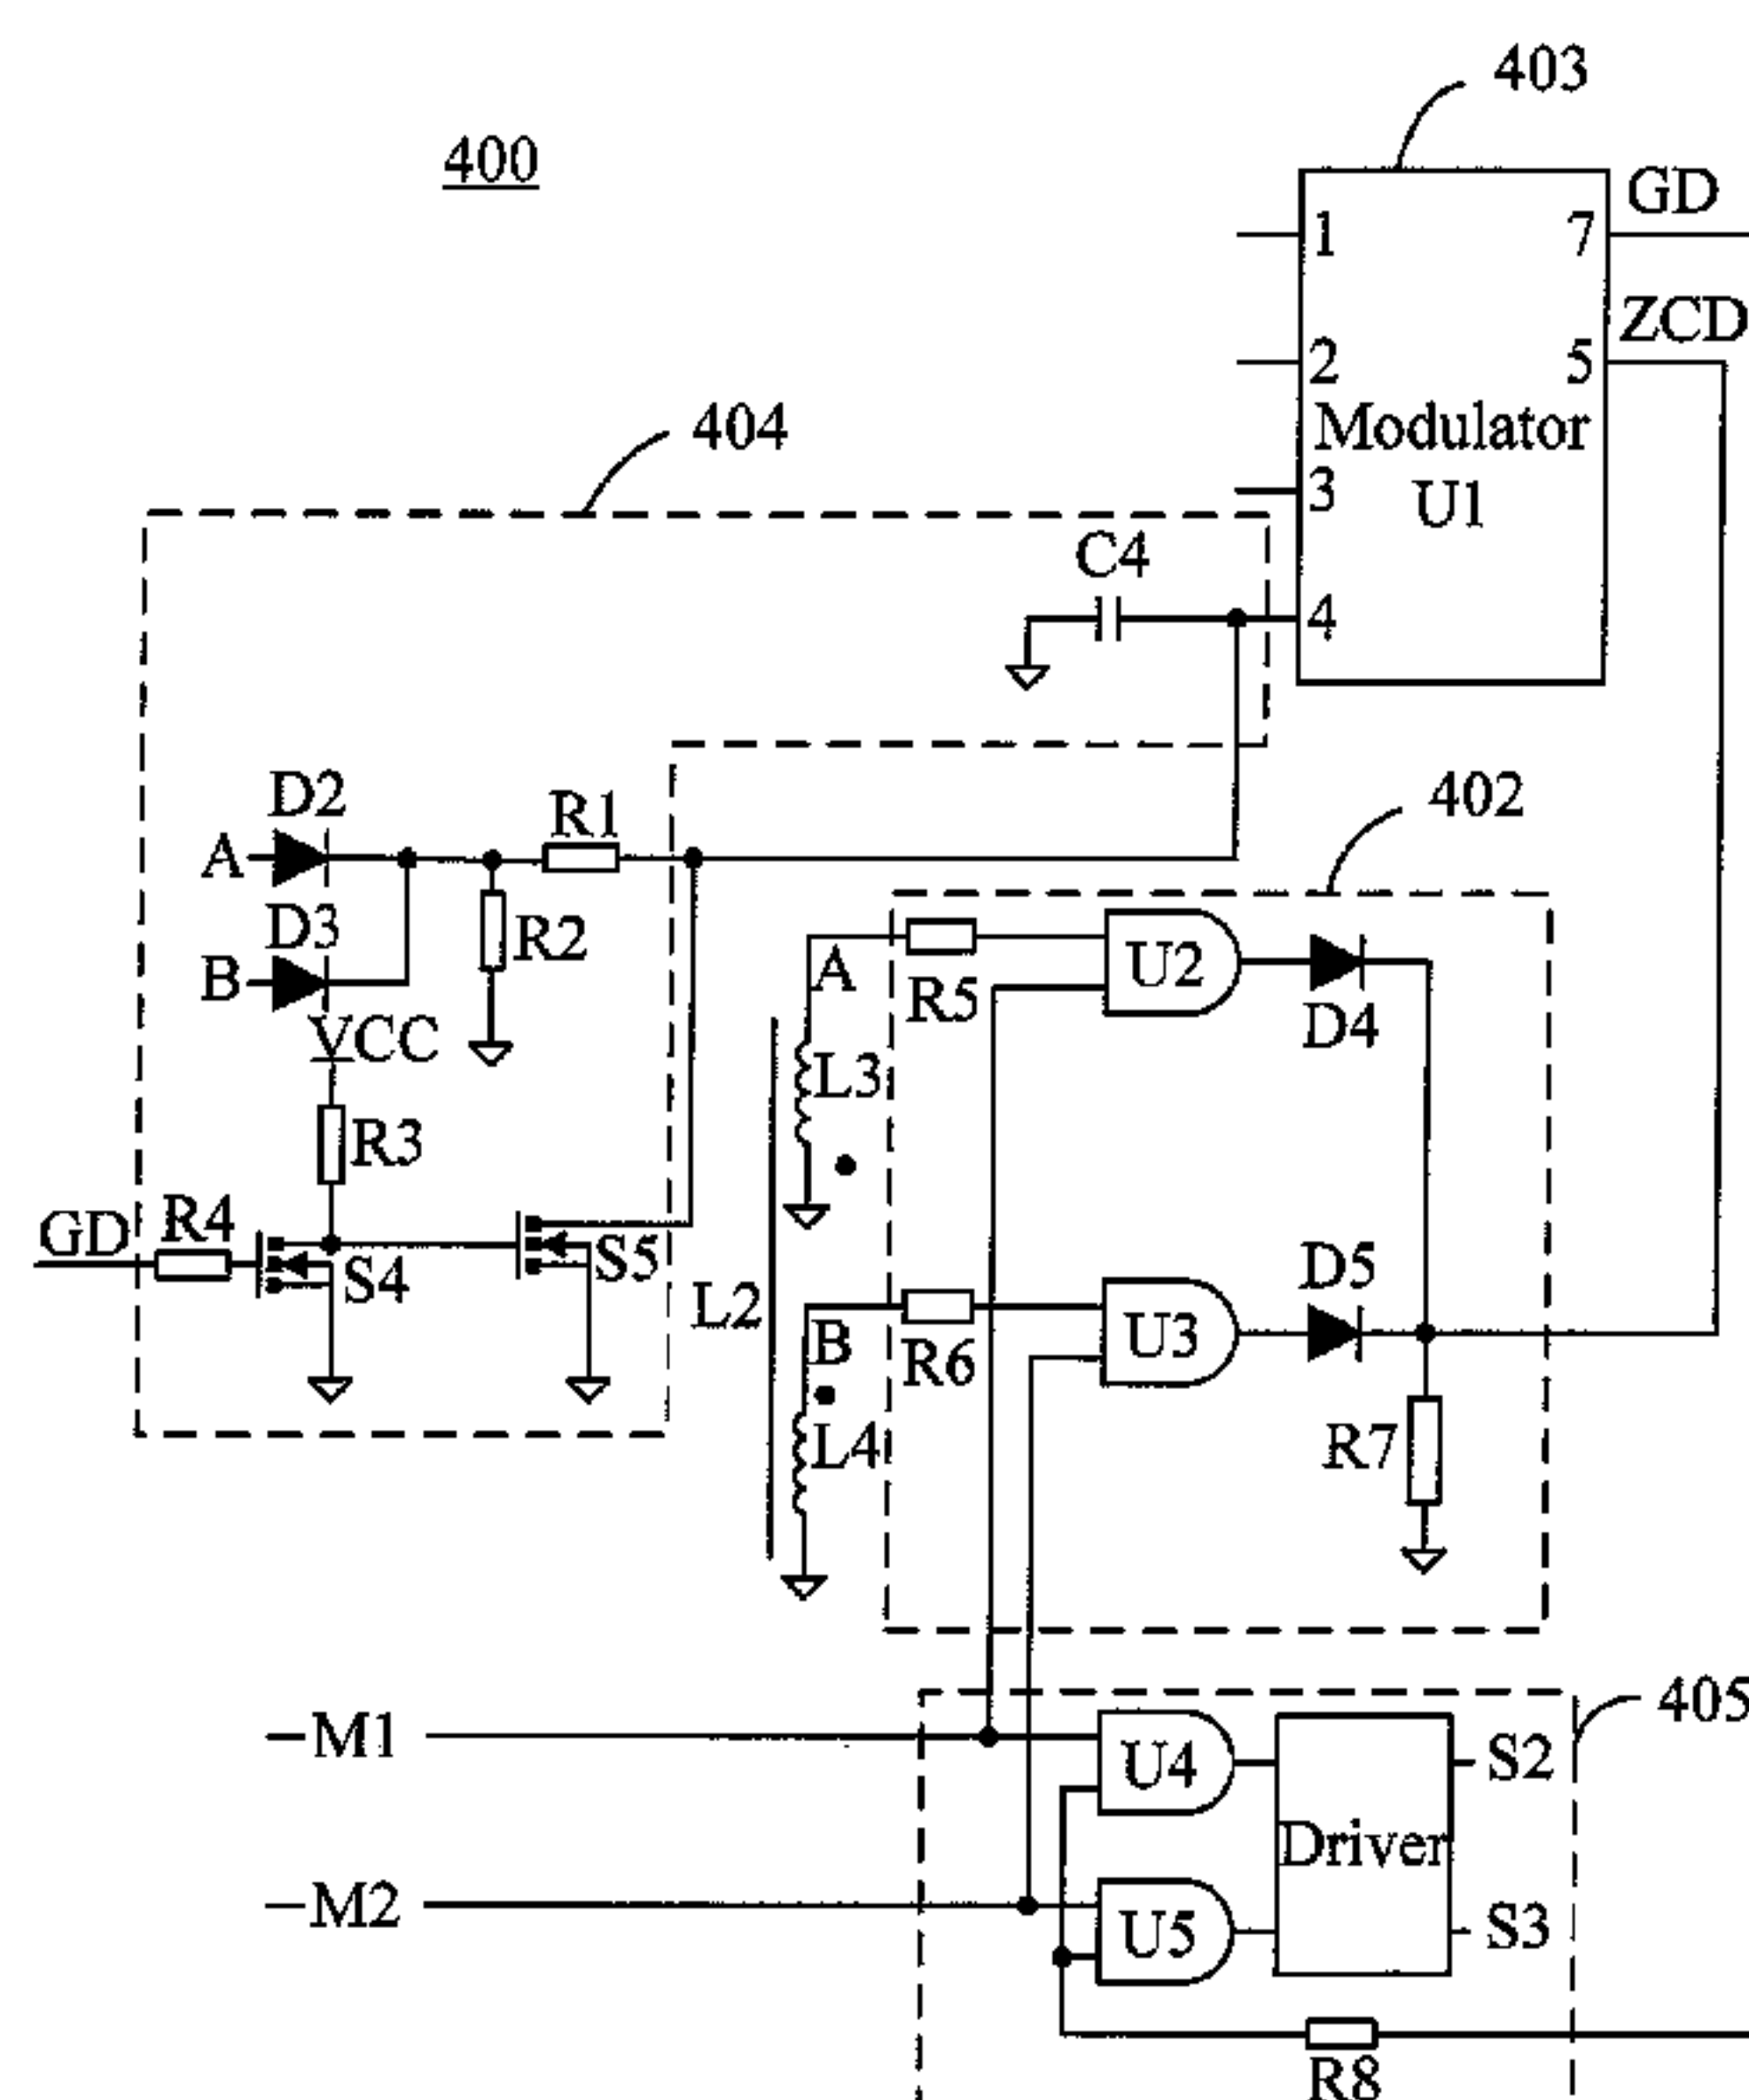 403
400
GD
1
7
ZCD
2
5
Modulator
U1
404
3
C4
4
402
D2
R1
A
D3
R2
B
VCC
A
R5
U2
D4
L3
R3
GD
R4
S4
S5
L2
D5
B
R6
U3
L4
R7
405
M1
U4
S2
Driver
M2
U5
S3
R8